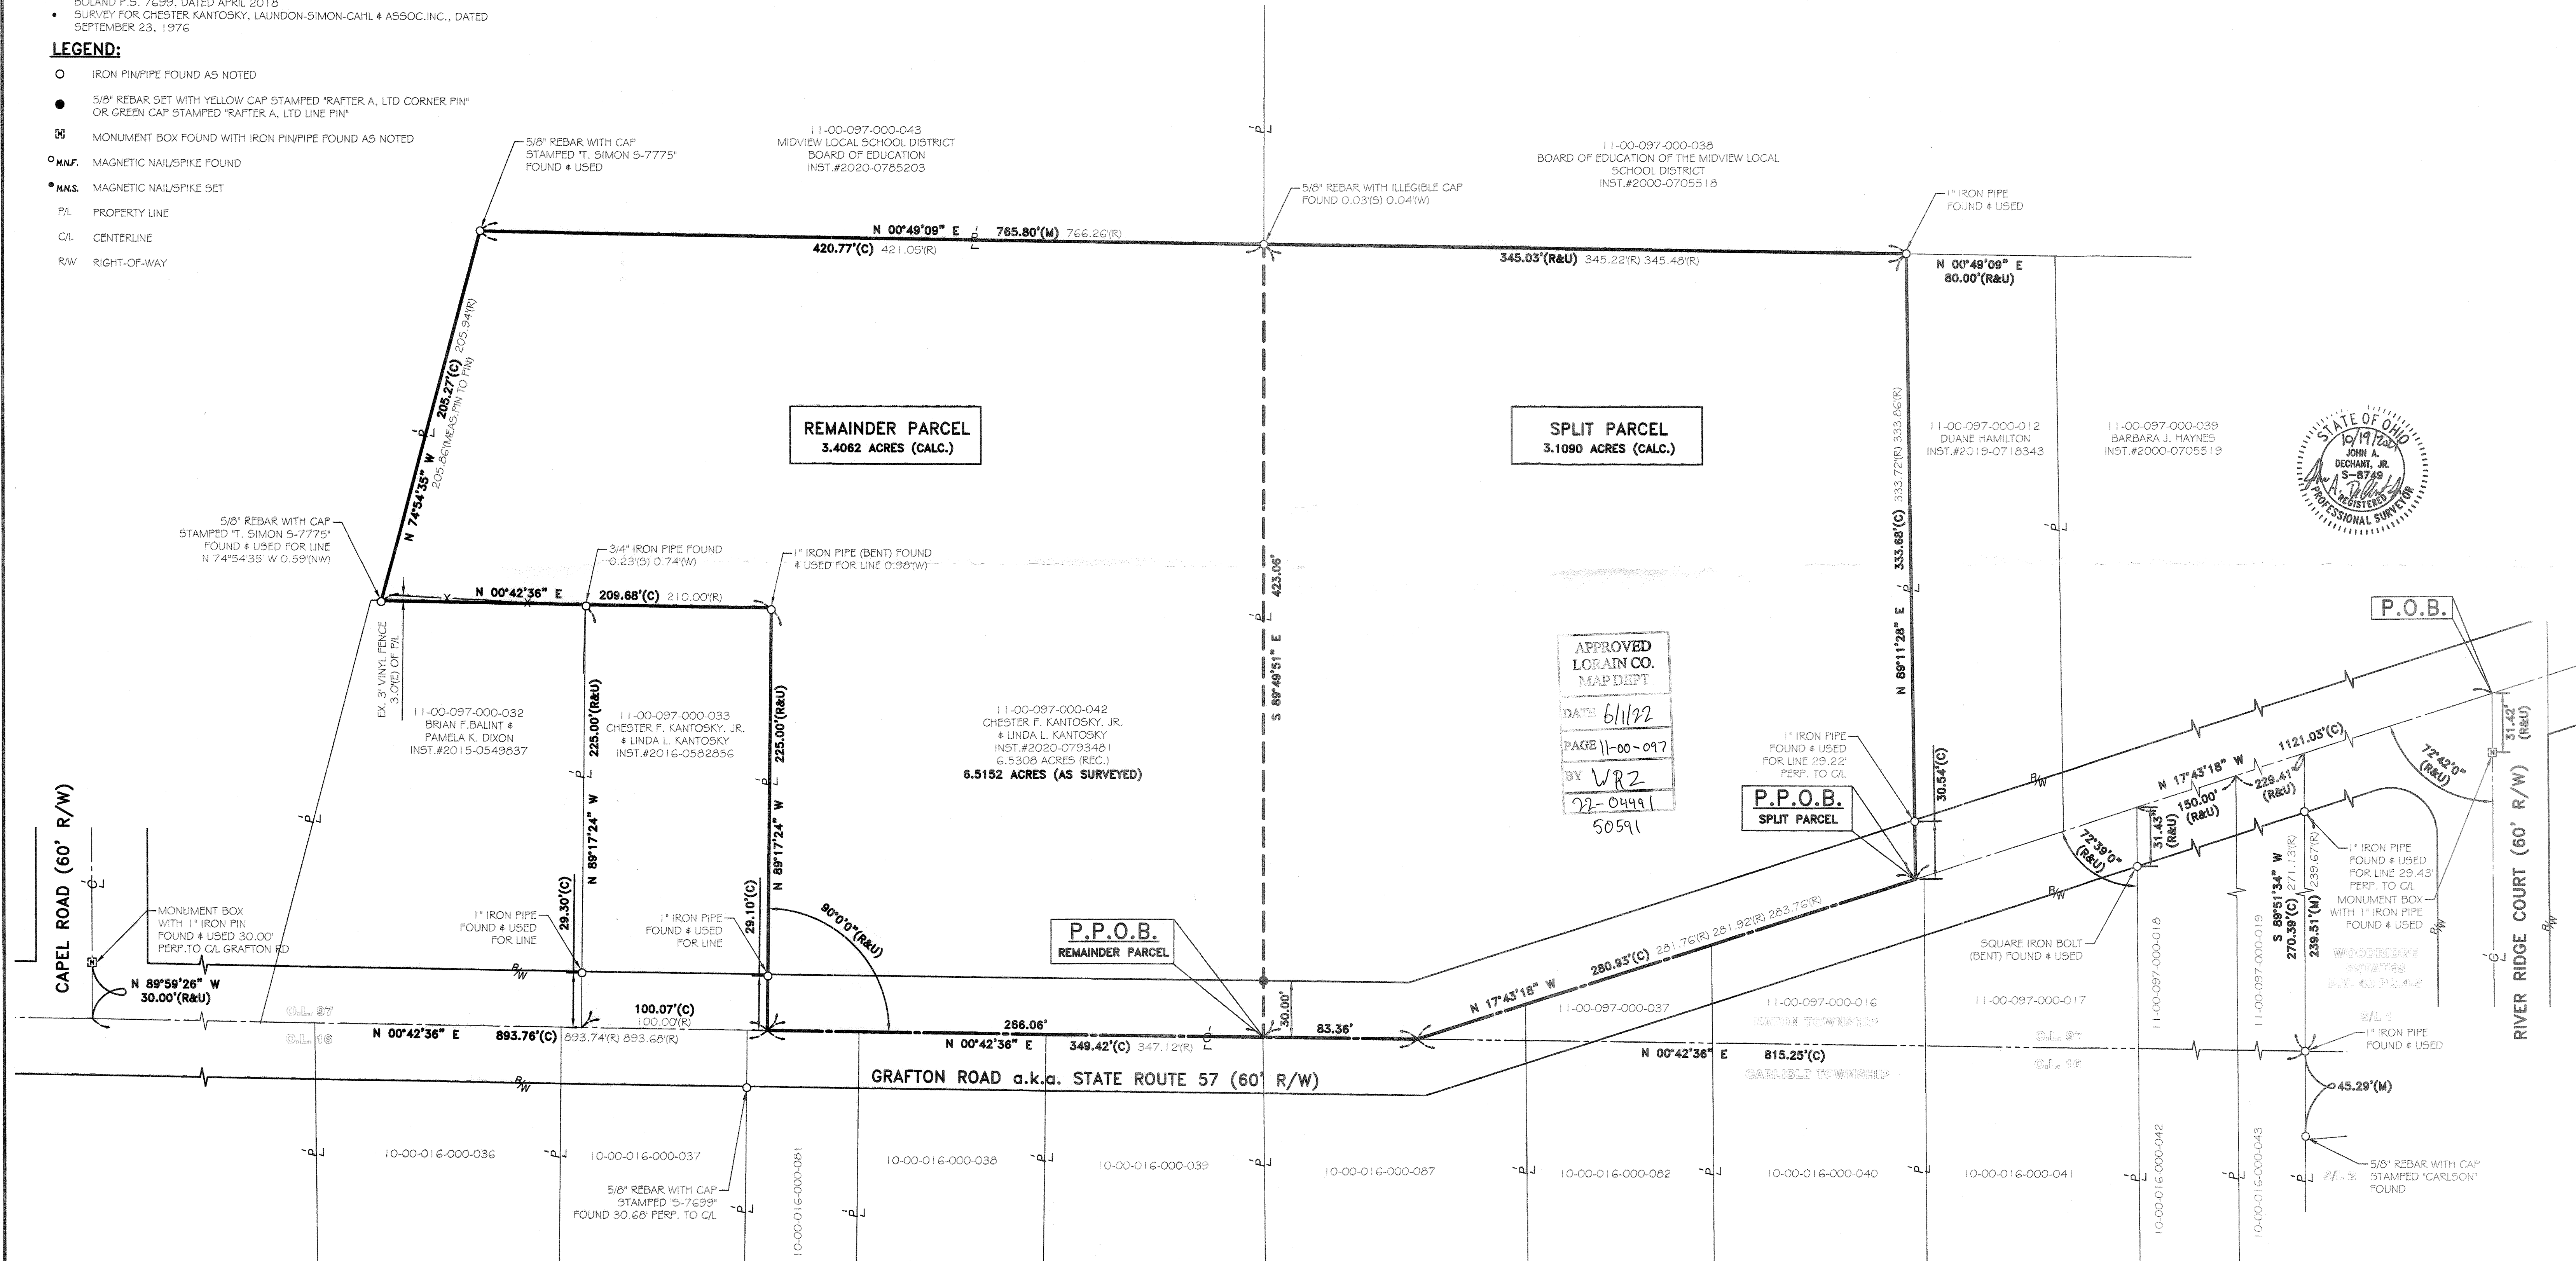 BOLAND P.S. 7699, DATED APRIL 2018
• SURVEY FOR CHESTER KANTOSKY, LAUNDON-SIMON-CAHL & ASSOC.INC., DATED
SEPTEMBER 23, 1976
LEGEND:
IRON PIN/PIPE FOUND AS NOTED
5/8" REBAR SET WITH YELLOW CAP STAMPED "RAFTER A, LTD CORNER PIN"
OR GREEN CAP STAMPED "RAFTER A, LTD LINE PIN"
MONUMENT BOX FOUND WITH IRON PIN/PIPE FOUND AS NOTED
M.N.F. MAGNETIC NAIL/SPIKE FOUND
M.N.S. MAGNETIC NAIL/SPIKE SET
P/L PROPERTY LINE
C/L CENTERLINE
R/W RIGHT-OF-WAY
5/8" REBAR WITH CAP
STAMPED "T. SIMON S-7775"
FOUND & USED
11-00-097-000-043
MIDVIEW LOCAL SCHOOL DISTRICT
BOARD OF EDUCATION
INST.#2020-0785203
5/8" REBAR WITH ILLEGIBLE CAP
FOUND 0.03'(S) 0.04'(W)
11-00-097-000-038
BOARD OF EDUCATION OF THE MIDVIEW LOCAL
SCHOOL DISTRICT
INST.#2000-0705518
1" IRON PIPE
FOUND & USED
N 00°49'09" E 765.80'(M) 766.26'(R)
420.77'(C) 421.05'(R)
345.03'(R&U) 345.22'(R) 345.48'(R)
N 00°49'09" E
80.00'(R&U)
N 74°54'35" W 205.27'(C) 205.94'(R)
205.86'(MEAS.PIN TO PIN)
REMAINDER PARCEL
3.4062 ACRES (CALC.)
SPLIT PARCEL
3.1090 ACRES (CALC.)
N 89°11'28" E 333.68'(C) 333.72'(R) 333.86'(R)
11-00-097-000-012
DUANE HAMILTON
INST.#2019-0718343
11-00-097-000-039
BARBARA J. HAYNES
INST.#2000-0705519
STATE OF OHIO
JOHN A.
DECHANT, JR.
S-8749
REGISTERED
PROFESSIONAL SURVEYOR
5/8" REBAR WITH CAP
STAMPED "T. SIMON S-7775"
FOUND & USED FOR LINE
N 74°54'35" W 0.59'(NW)
3/4" IRON PIPE FOUND
0.23'(S) 0.74'(W)
1" IRON PIPE (BENT) FOUND
& USED FOR LINE 0.98'(W)
N 00°42'36" E 209.68'(C) 210.00'(R)
EX. 3' VINYL FENCE
3.0'(E) OF P/L
11-00-097-000-032
BRIAN F.BALINT &
PAMELA K. DIXON
INST.#2015-0549837
11-00-097-000-033
CHESTER F. KANTOSKY, JR.
& LINDA L. KANTOSKY
INST.#2016-0582856
N 89°17'24" W 225.00'(R&U)
N 89°17'24" W 225.00'(R&U)
11-00-097-000-042
CHESTER F. KANTOSKY, JR.
& LINDA L. KANTOSKY
INST.#2020-0793481
6.5308 ACRES (REC.)
6.5152 ACRES (AS SURVEYED)
S 89°49'51" E 423.06'
APPROVED
LORAIN CO.
MAP DEPT
DATE 6/1/22
PAGE 11-00-097
BY WRZ
22-04491
50591
1" IRON PIPE
FOUND & USED
FOR LINE 29.22'
PERP. TO C/L
P.P.O.B.
SPLIT PARCEL
30.54'(C)
P.O.B.
31.42'
(R&U)
72°42'0"
(R&U)
N 17°43'18" W 1121.03'(C)
229.41'
(R&U)
150.00'
(R&U)
31.43'
(R&U)
72°39'0"
(R&U)
1" IRON PIPE
FOUND & USED
FOR LINE 29.43'
PERP. TO C/L
MONUMENT BOX
WITH 1" IRON PIPE
FOUND & USED
RIVER RIDGE COURT (60' R/W)
CAPEL ROAD (60' R/W)
MONUMENT BOX
WITH 1" IRON PIN
FOUND & USED 30.00'
PERP.TO C/L GRAFTON RD
N 89°59'26" W
30.00'(R&U)
1" IRON PIPE
FOUND & USED
FOR LINE
29.30'(C)
1" IRON PIPE
FOUND & USED
FOR LINE
29.10'(C)
90°0'0"(R&U)
P.P.O.B.
REMAINDER PARCEL
30.00'
N 17°43'18" W 280.93'(C) 281.76'(R) 281.92'(R) 283.76'(R)
SQUARE IRON BOLT
(BENT) FOUND & USED
S 89°51'34" W
270.39'(C) 271.13'(R)
239.51'(M) 239.67'(R)
11-00-097-000-018
11-00-097-000-019
WOODRIDGE
ESTATES
S/L 1
O.L. 97
O.L. 16
N 00°42'36" E 893.76'(C) 893.74'(R) 893.68'(R)
100.07'(C)
100.00'(R)
266.06'
83.36'
N 00°42'36" E 349.42'(C) 347.12'(R)
11-00-097-000-037
11-00-097-000-016
11-00-097-000-017
EATON TOWNSHIP
CARLISLE TOWNSHIP
O.L. 97
O.L. 16
N 00°42'36" E 815.25'(C)
1" IRON PIPE
FOUND & USED
45.29'(M)
GRAFTON ROAD a.k.a. STATE ROUTE 57 (60' R/W)
10-00-016-000-036
10-00-016-000-037
10-00-016-000-081
10-00-016-000-038
10-00-016-000-039
10-00-016-000-087
10-00-016-000-082
10-00-016-000-040
10-00-016-000-041
10-00-016-000-042
10-00-016-000-043
S/L 2
5/8" REBAR WITH CAP
STAMPED "S-7699"
FOUND 30.68' PERP. TO C/L
5/8" REBAR WITH CAP
STAMPED "CARLSON"
FOUND